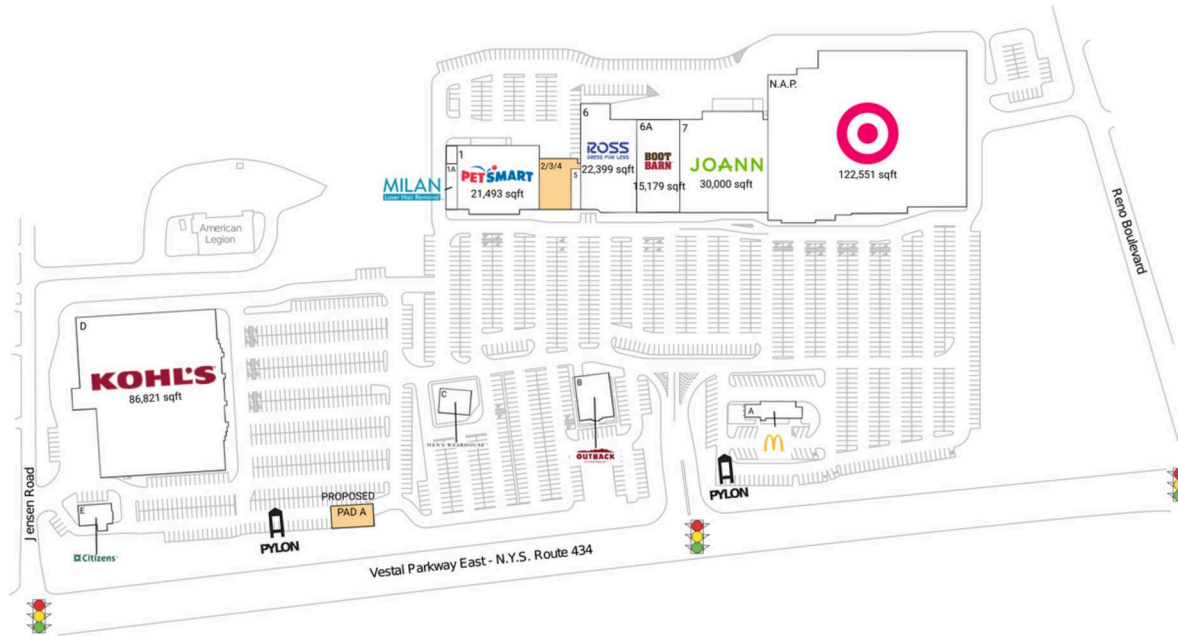 N.A.P.
122,551 sqft
6
ROSS
DRESS FOR LESS
22,399 sqft
6A
BOOT
BARN
15,179 sqft
7
JOANN
30,000 sqft
1
PETSMART
21,493 sqft
1A
2/3/4
5
MILAN
Laser Hair Removal
American
Legion
Reno Boulevard
D
KOHL'S
86,821 sqft
C
MEN'S WEARHOUSE
B
OUTBACK
STEAKHOUSE
A
M
PYLON
Jensen Road
E
Citizens
PYLON
PROPOSED
PAD A
Vestal Parkway East - N.Y.S. Route 434